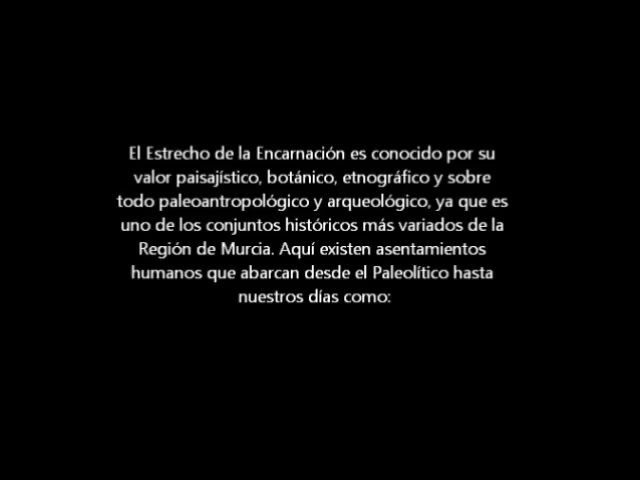 El Estrecho de la Encarnación es conocido por su
valor paisajístico, botánico, etnográfico y sobre
todo paleoantropológico y arqueológico, ya que es
uno de los conjuntos históricos más variados de la
Región de Murcia. Aquí existen asentamientos
humanos que abarcan desde el Paleolítico hasta
nuestros días como: